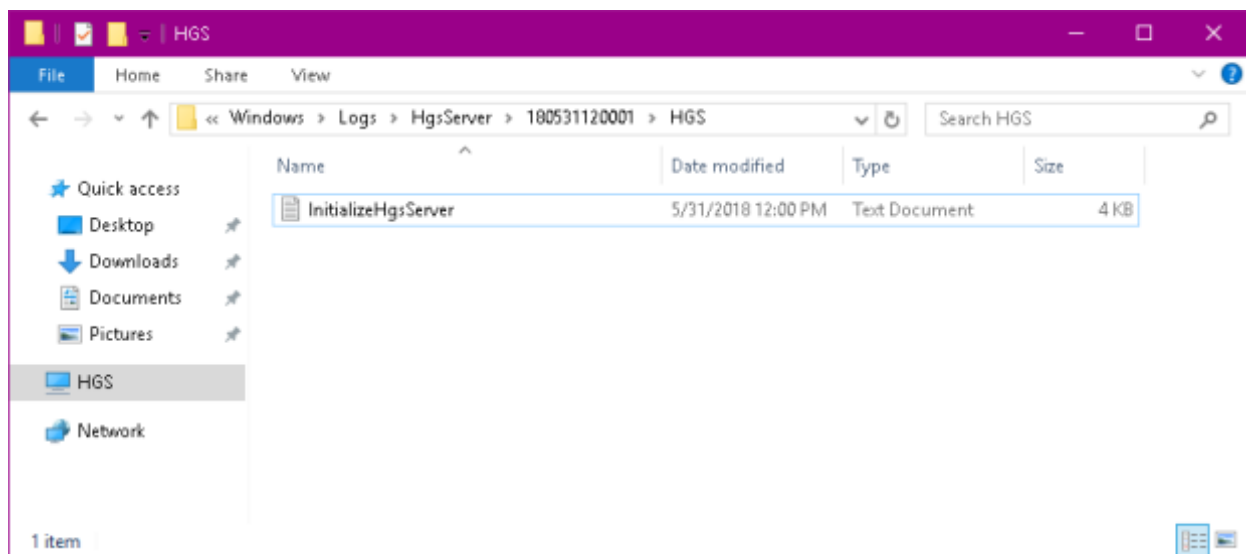 HGS
File Home Share View
« Windows > Logs > HgsServer > 180531120001 > HGS Search HGS
Name Date modified Type Size
Quick access
InitializeHgsServer 5/31/2018 12:00 PM Text Document 4 KB
Desktop
Downloads
Documents
Pictures
HGS
Network
1 item